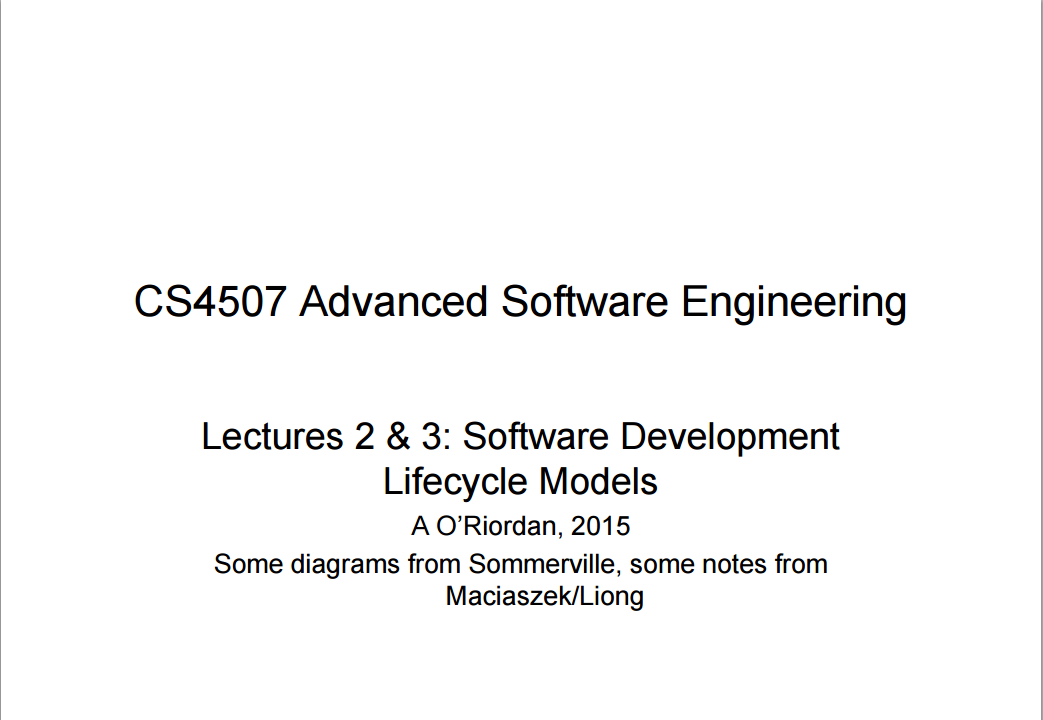 CS4507 Advanced Software Engineering
Lectures 2 & 3: Software Development
Lifecycle Models
A O’Riordan, 2015
Some diagrams from Sommerville, some notes from
Maciaszek/Liong